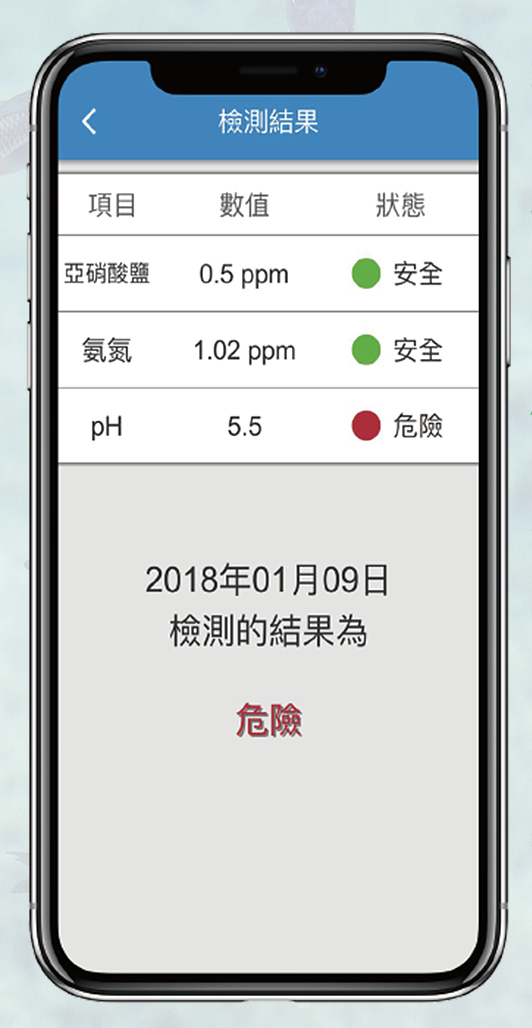 檢測結果
項目 數值 狀態
亞硝酸鹽 0.5 ppm 安全
氨氮 1.02 ppm 安全
pH 5.5 危險
2018年01月09日
檢測的結果為
危險